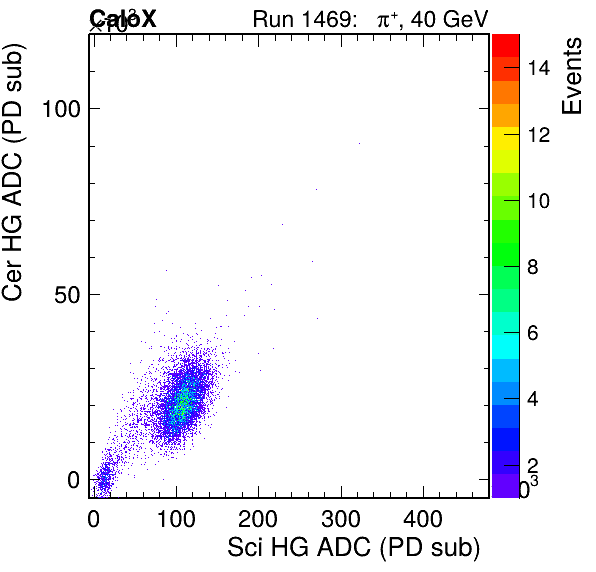 ×10³
CaloX
Run 1469: π⁺, 40 GeV
Events
Cer HG ADC (PD sub)
100
50
0
14
12
10
8
6
4
2
0
3
0 100 200 300 400
Sci HG ADC (PD sub)